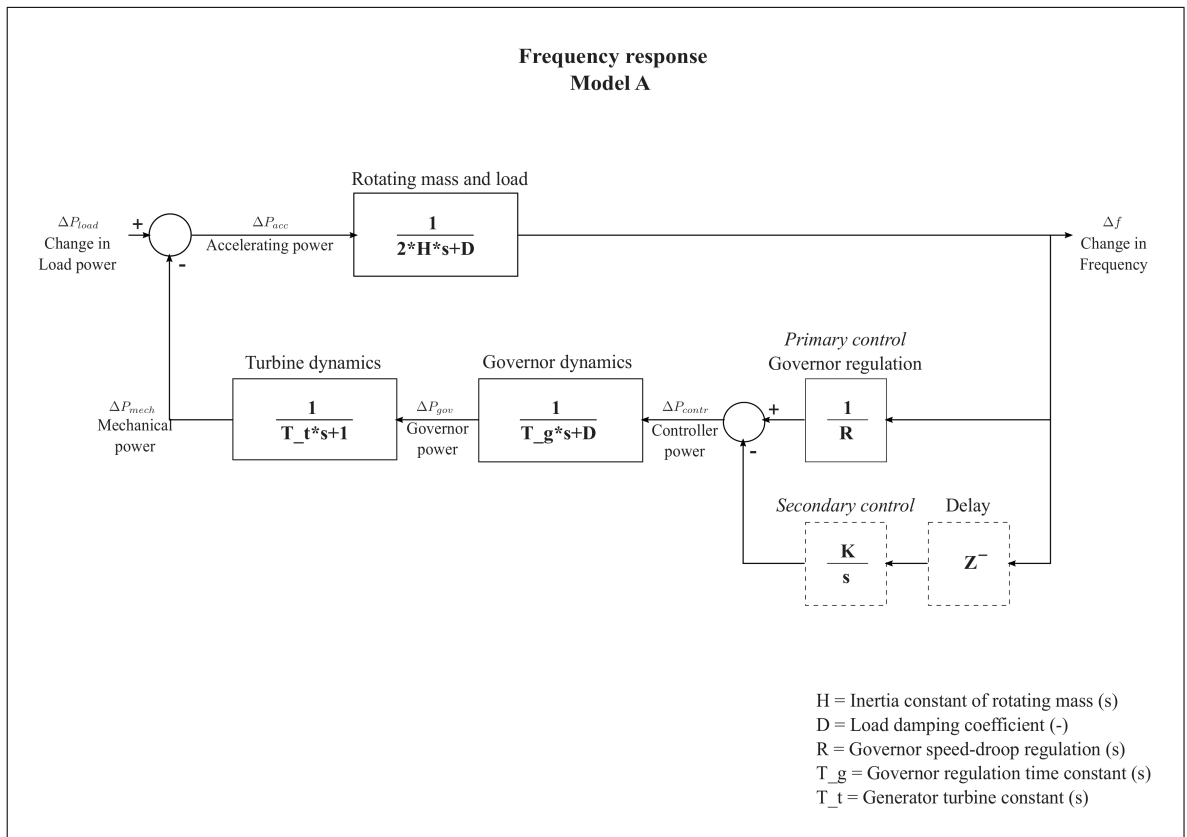 Frequency response
Model A
Rotating mass and load
ΔP_load
Change in
Load power
+
-
ΔP_acc
Accelerating power
1
2*H*s+D
Δf
Change in
Frequency
Turbine dynamics
Governor dynamics
Primary control
Governor regulation
ΔP_mech
Mechanical
power
1
T_t*s+1
ΔP_gov
Governor
power
1
T_g*s+D
ΔP_contr
Controller
power
+
-
1
R
Secondary control
Delay
K
s
Z⁻
H = Inertia constant of rotating mass (s)
D = Load damping coefficient (-)
R = Governor speed-droop regulation (s)
T_g = Governor regulation time constant (s)
T_t = Generator turbine constant (s)